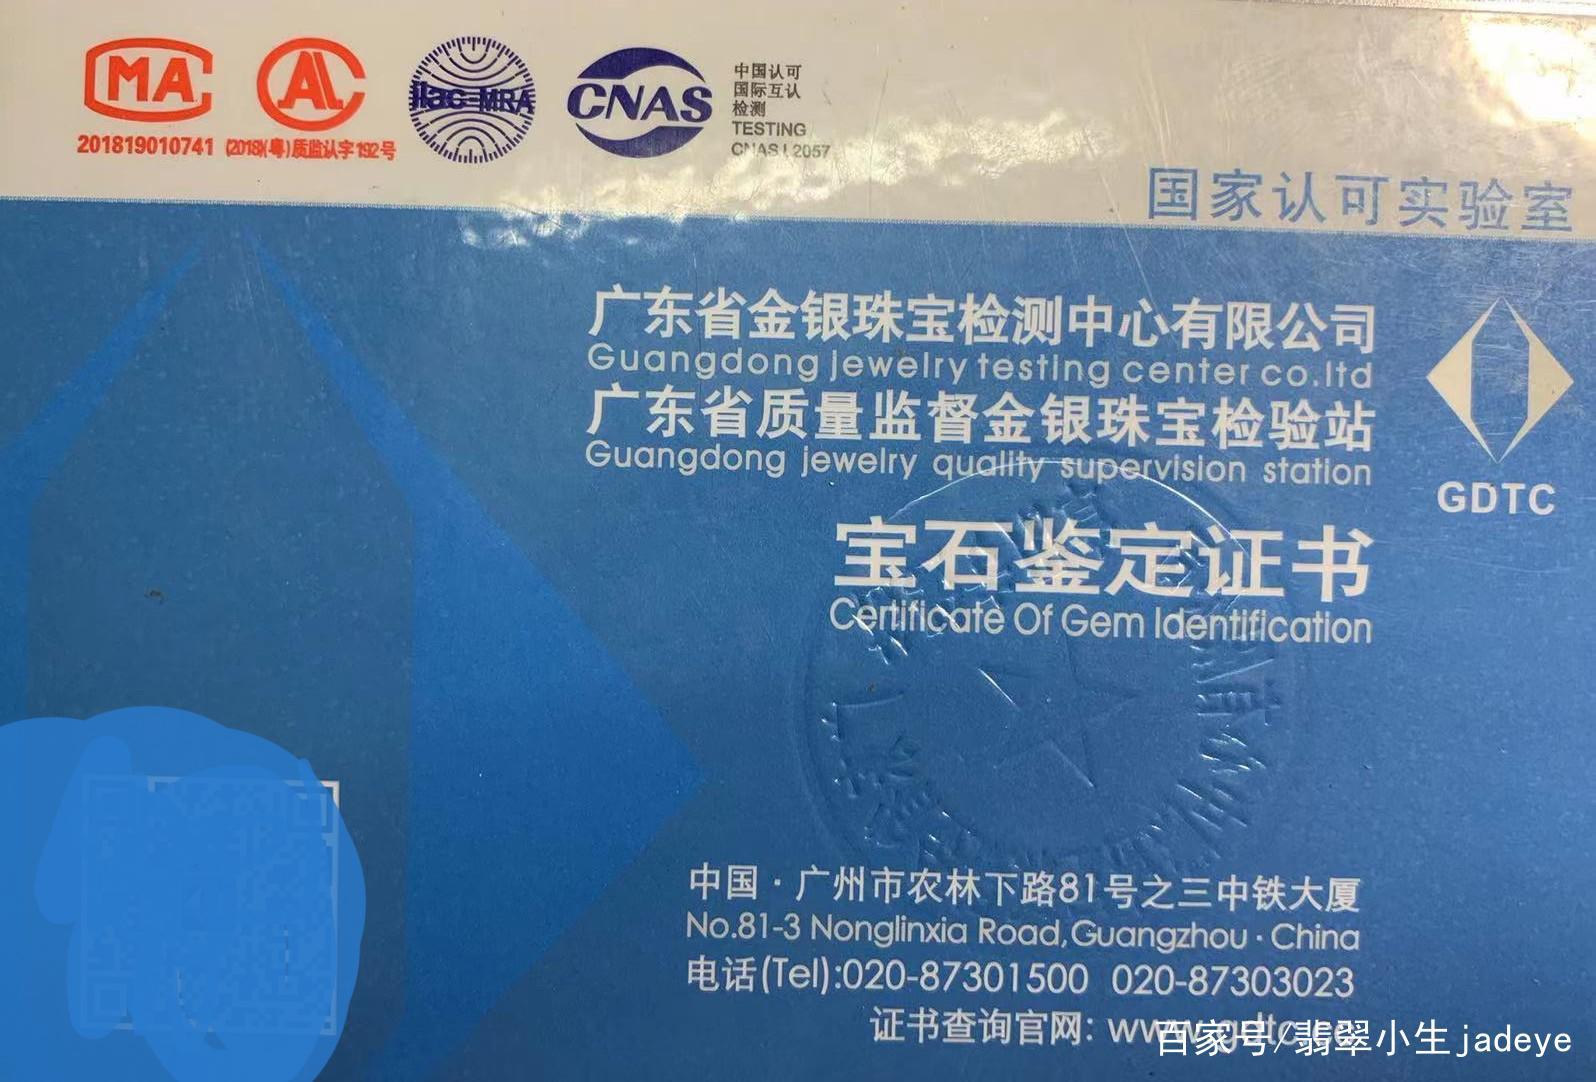 MA
201819010741
AL
(2018)(粤)质监认字192号
ilac-MRA
CNAS
中国认可
国际互认
检测
TESTING
CNAS L2057
国家认可实验室
广东省金银珠宝检测中心有限公司
Guangdong jewelry testing center co.ltd
广东省质量监督金银珠宝检验站
Guangdong jewelry quality supervision station
GDTC
宝石鉴定证书
Certificate Of Gem Identification
中国·广州市农林下路81号之三中铁大厦
No.81-3 Nonglinxia Road,Guangzhou·China
电话(Tel):020-87301500 020-87303023
证书查询官网:
百家号/翡翠小生jadeye